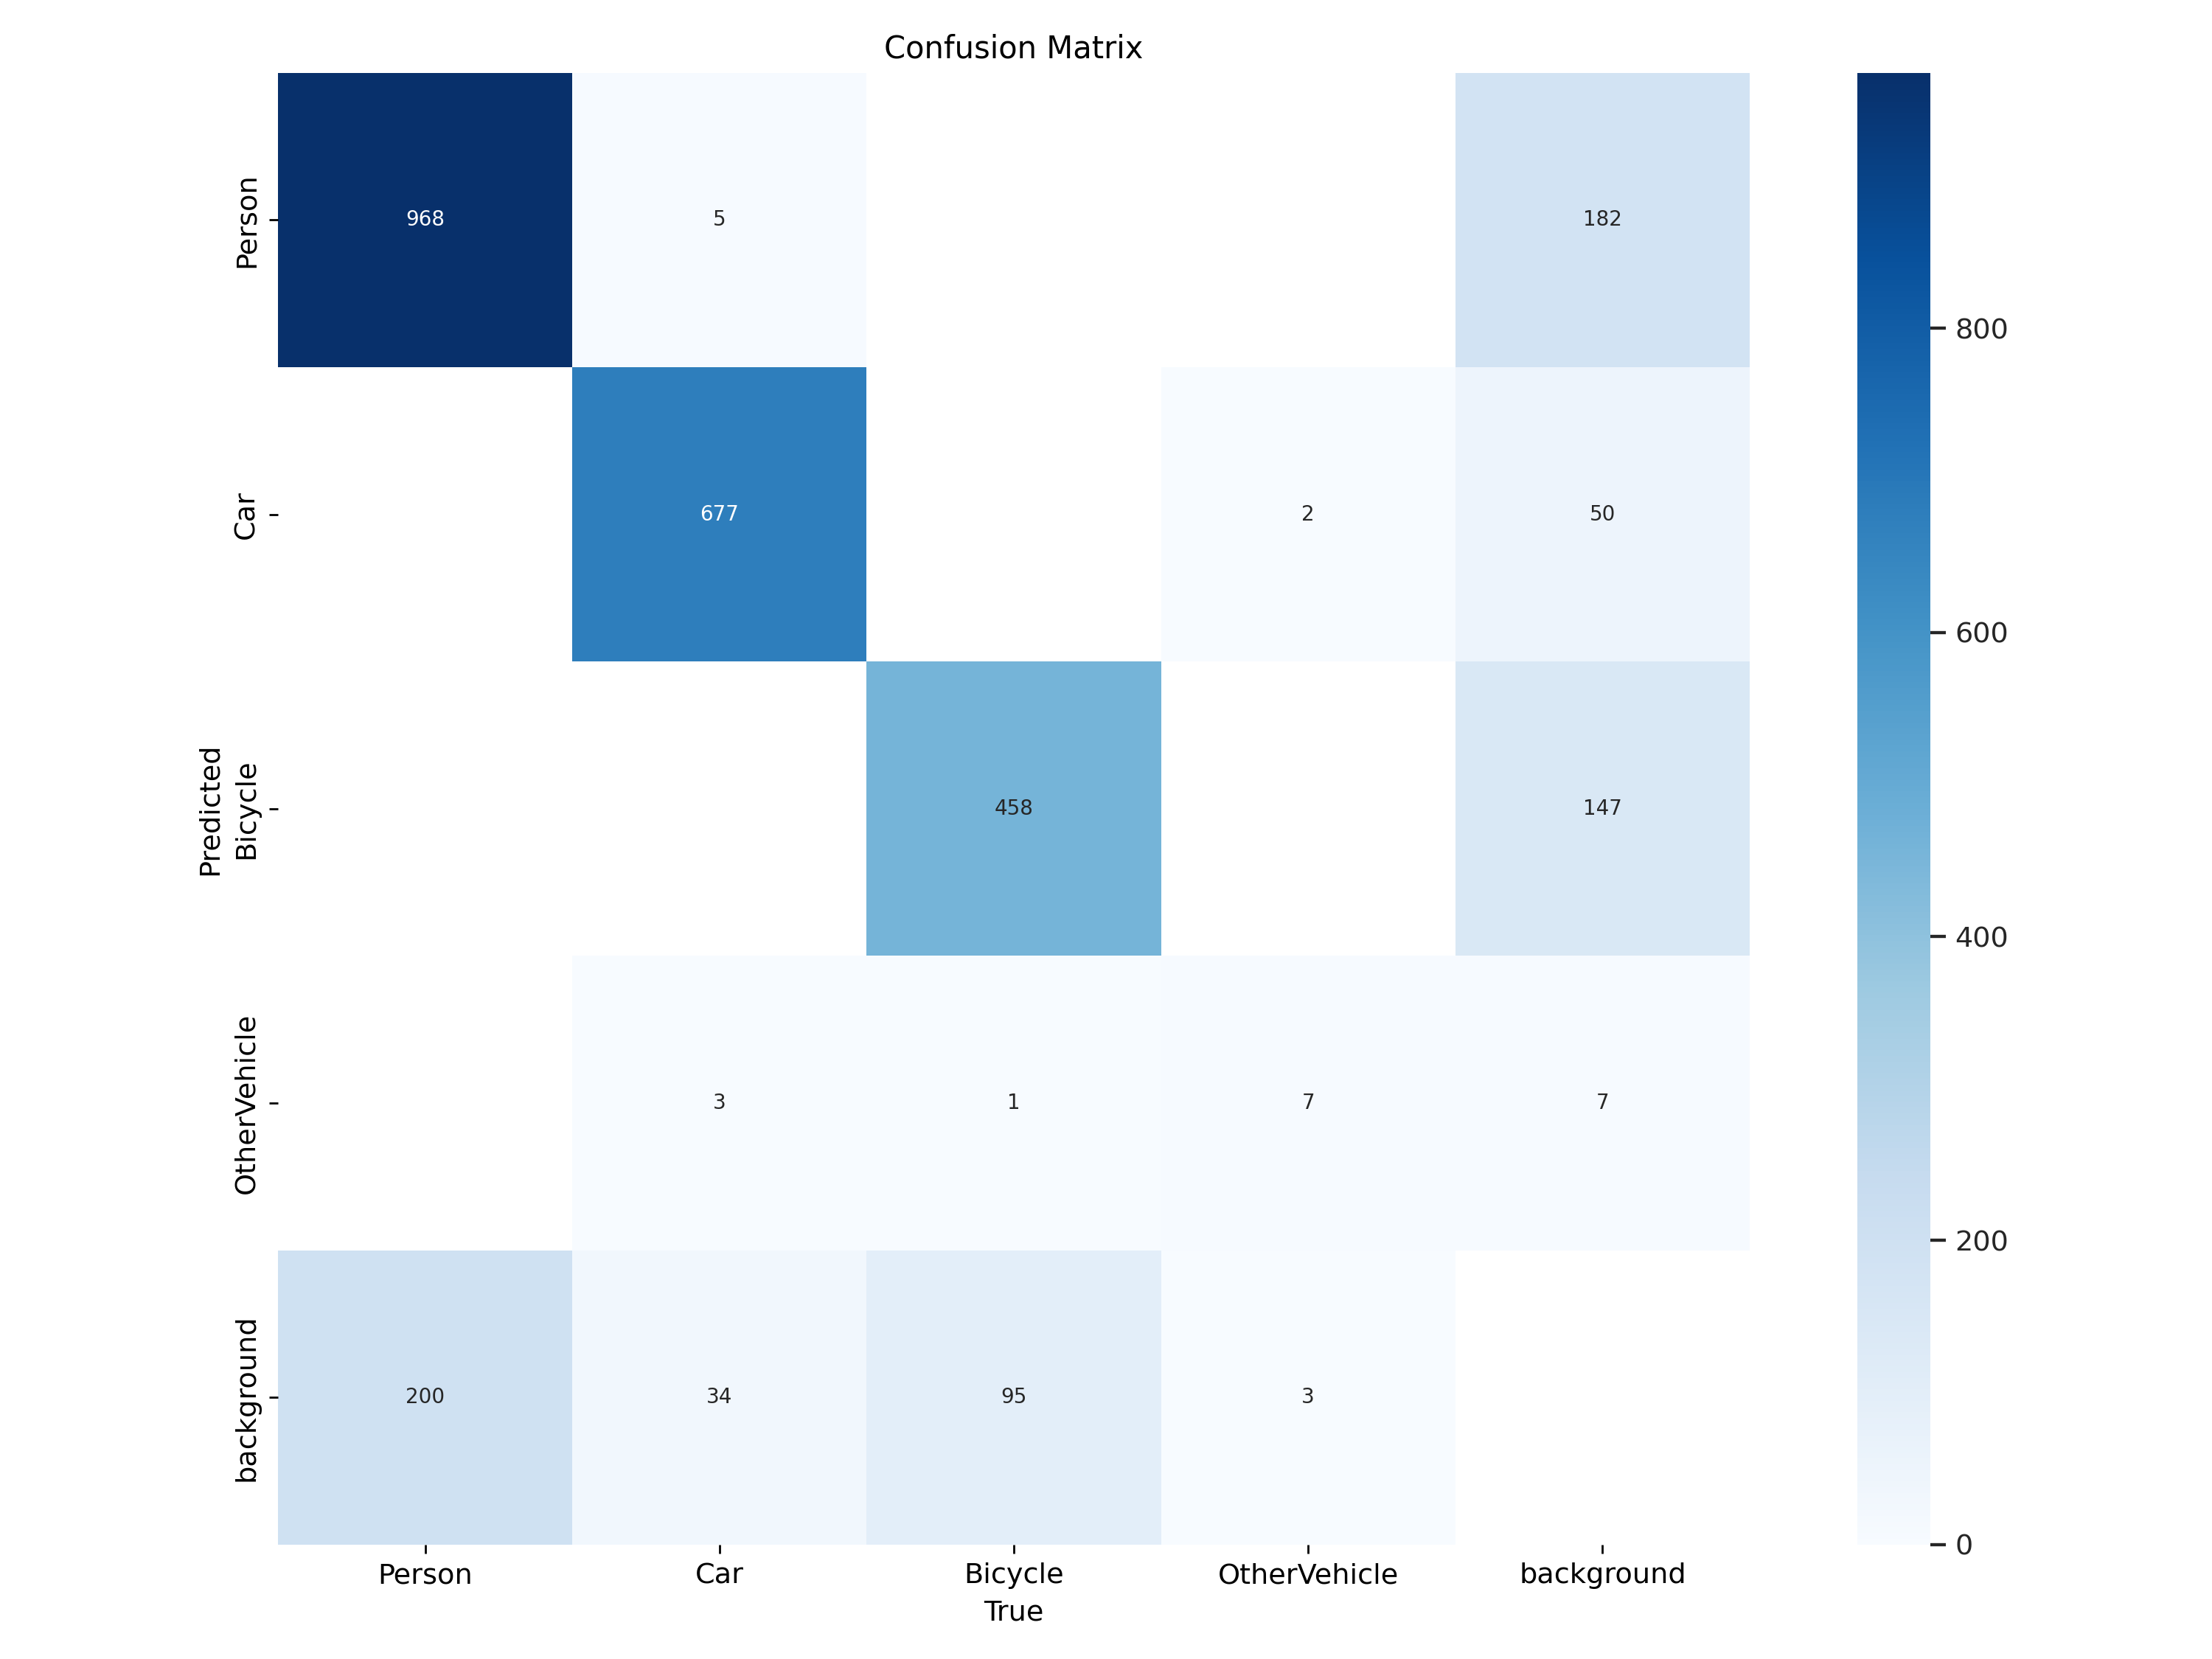 Confusion Matrix
Person
968
5
182
800
Car
677
2
50
600
Predicted
Bicycle
458
147
400
OtherVehicle
3
1
7
7
200
background
200
34
95
3
0
Person
Car
Bicycle
OtherVehicle
background
True